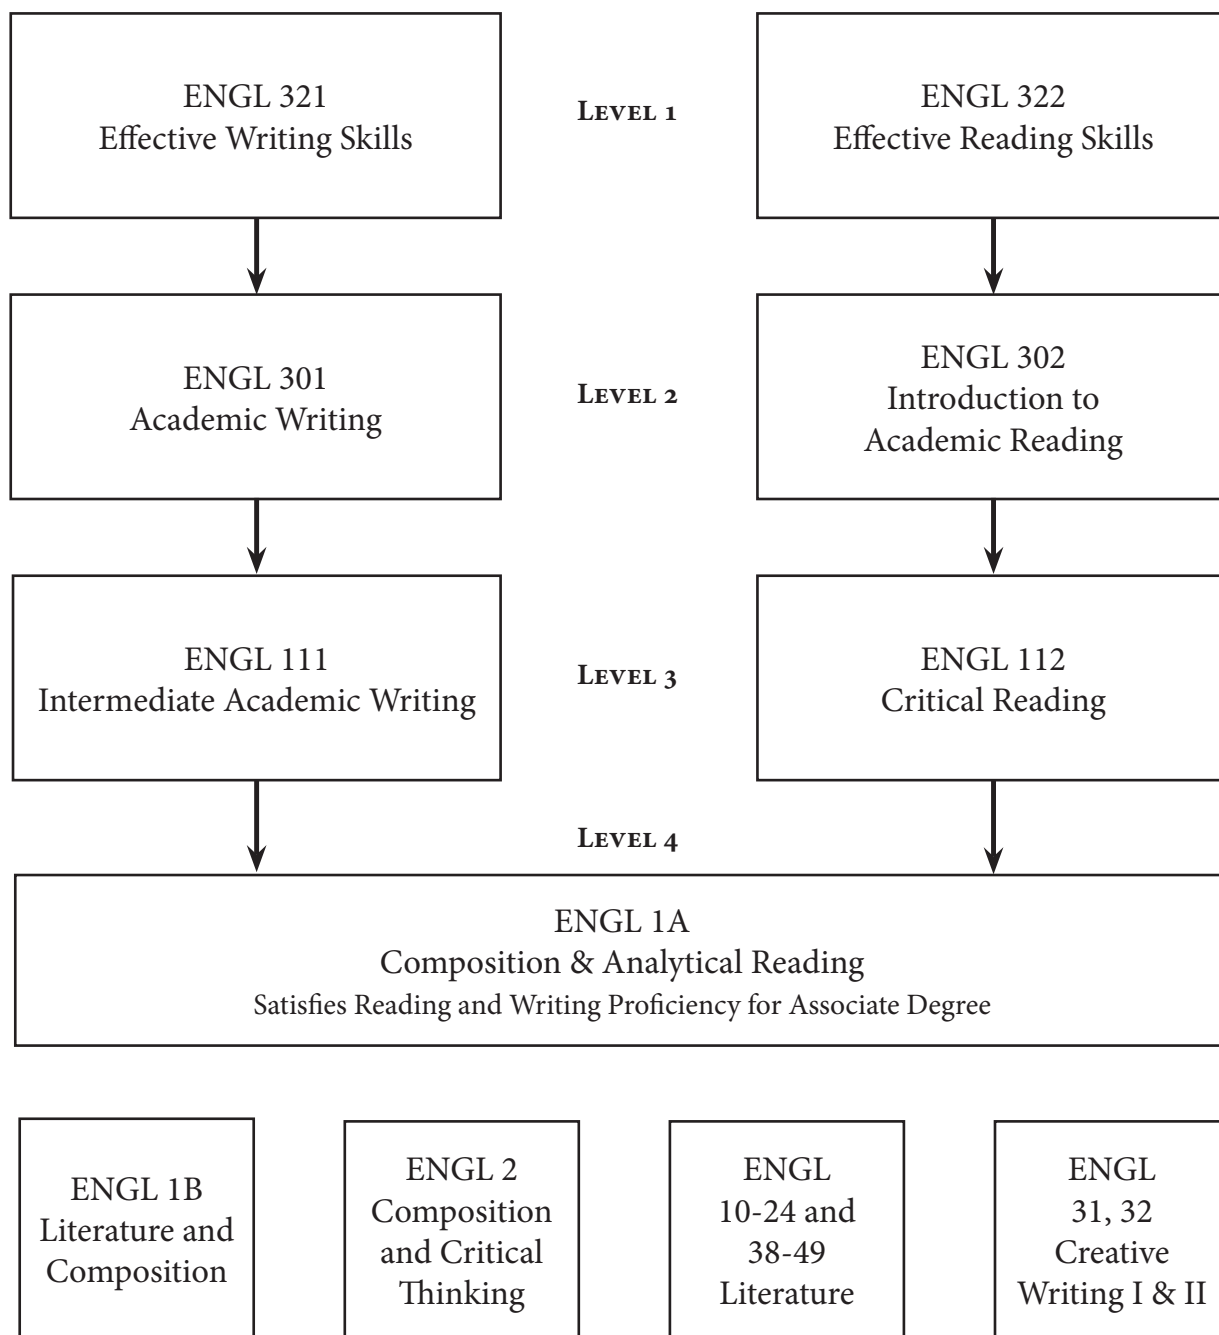 ENGL 321
Effective Writing Skills
LEVEL 1
ENGL 322
Effective Reading Skills
ENGL 301
Academic Writing
LEVEL 2
ENGL 302
Introduction to
Academic Reading
ENGL 111
Intermediate Academic Writing
LEVEL 3
ENGL 112
Critical Reading
LEVEL 4
ENGL 1A
Composition & Analytical Reading
Satisfies Reading and Writing Proficiency for Associate Degree
ENGL 1B
Literature and
Composition
ENGL 2
Composition
and Critical
Thinking
ENGL
10-24 and
38-49
Literature
ENGL
31, 32
Creative
Writing I & II